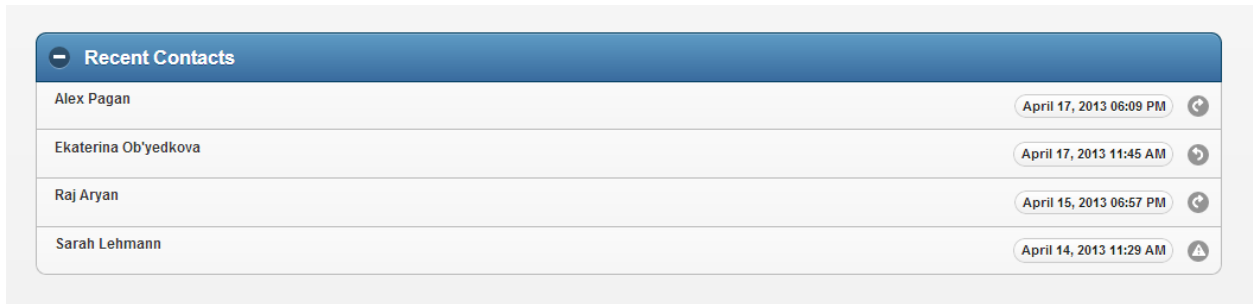 Recent Contacts
Alex Pagan April 17, 2013 06:09 PM
Ekaterina Ob'yedkova April 17, 2013 11:45 AM
Raj Aryan April 15, 2013 06:57 PM
Sarah Lehmann April 14, 2013 11:29 AM